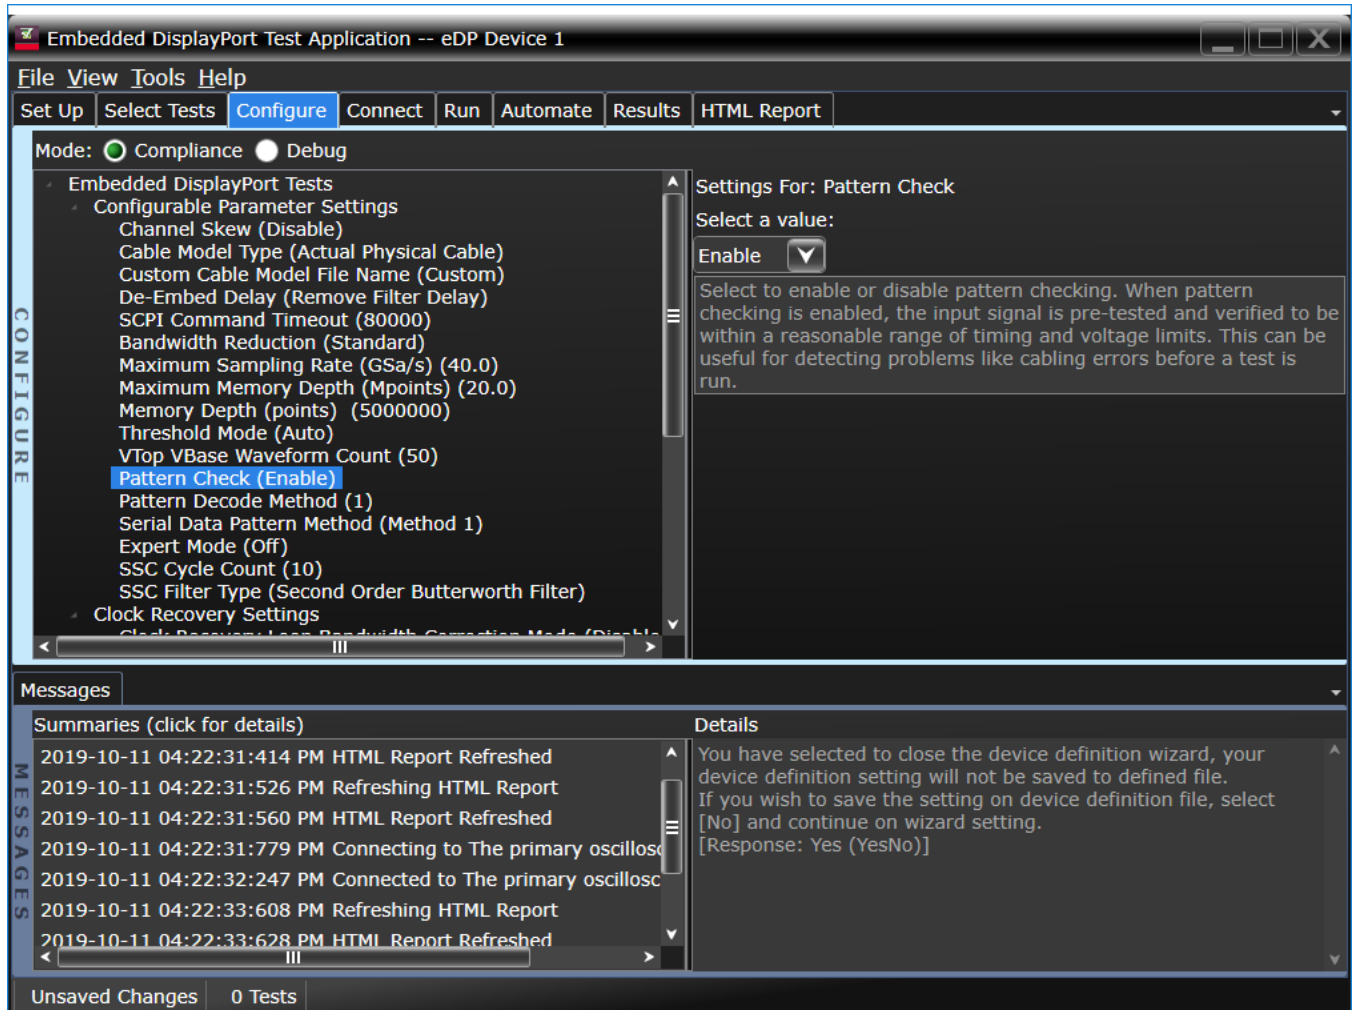 Embedded DisplayPort Test Application -- eDP Device 1
File View Tools Help
Set Up Select Tests Configure Connect Run Automate Results HTML Report
Mode: Compliance Debug
CONFIGURE
Embedded DisplayPort Tests
Configurable Parameter Settings
Channel Skew (Disable)
Cable Model Type (Actual Physical Cable)
Custom Cable Model File Name (Custom)
De-Embed Delay (Remove Filter Delay)
SCPI Command Timeout (80000)
Bandwidth Reduction (Standard)
Maximum Sampling Rate (GSa/s) (40.0)
Maximum Memory Depth (Mpoints) (20.0)
Memory Depth (points) (5000000)
Threshold Mode (Auto)
VTop VBase Waveform Count (50)
Pattern Check (Enable)
Pattern Decode Method (1)
Serial Data Pattern Method (Method 1)
Expert Mode (Off)
SSC Cycle Count (10)
SSC Filter Type (Second Order Butterworth Filter)
Clock Recovery Settings
Clock Recovery Loop Bandwidth Correction Mode (Disable
Settings For: Pattern Check
Select a value:
Enable
Select to enable or disable pattern checking. When pattern
checking is enabled, the input signal is pre-tested and verified to be
within a reasonable range of timing and voltage limits. This can be
useful for detecting problems like cabling errors before a test is
run.
Messages
MESSAGES
Summaries (click for details)
2019-10-11 04:22:31:414 PM HTML Report Refreshed
2019-10-11 04:22:31:526 PM Refreshing HTML Report
2019-10-11 04:22:31:560 PM HTML Report Refreshed
2019-10-11 04:22:31:779 PM Connecting to The primary oscillosc
2019-10-11 04:22:32:247 PM Connected to The primary oscillosc
2019-10-11 04:22:33:608 PM Refreshing HTML Report
2019-10-11 04:22:33:628 PM HTML Report Refreshed
Details
You have selected to close the device definition wizard, your
device definition setting will not be saved to defined file.
If you wish to save the setting on device definition file, select
[No] and continue on wizard setting.
[Response: Yes (YesNo)]
Unsaved Changes 0 Tests